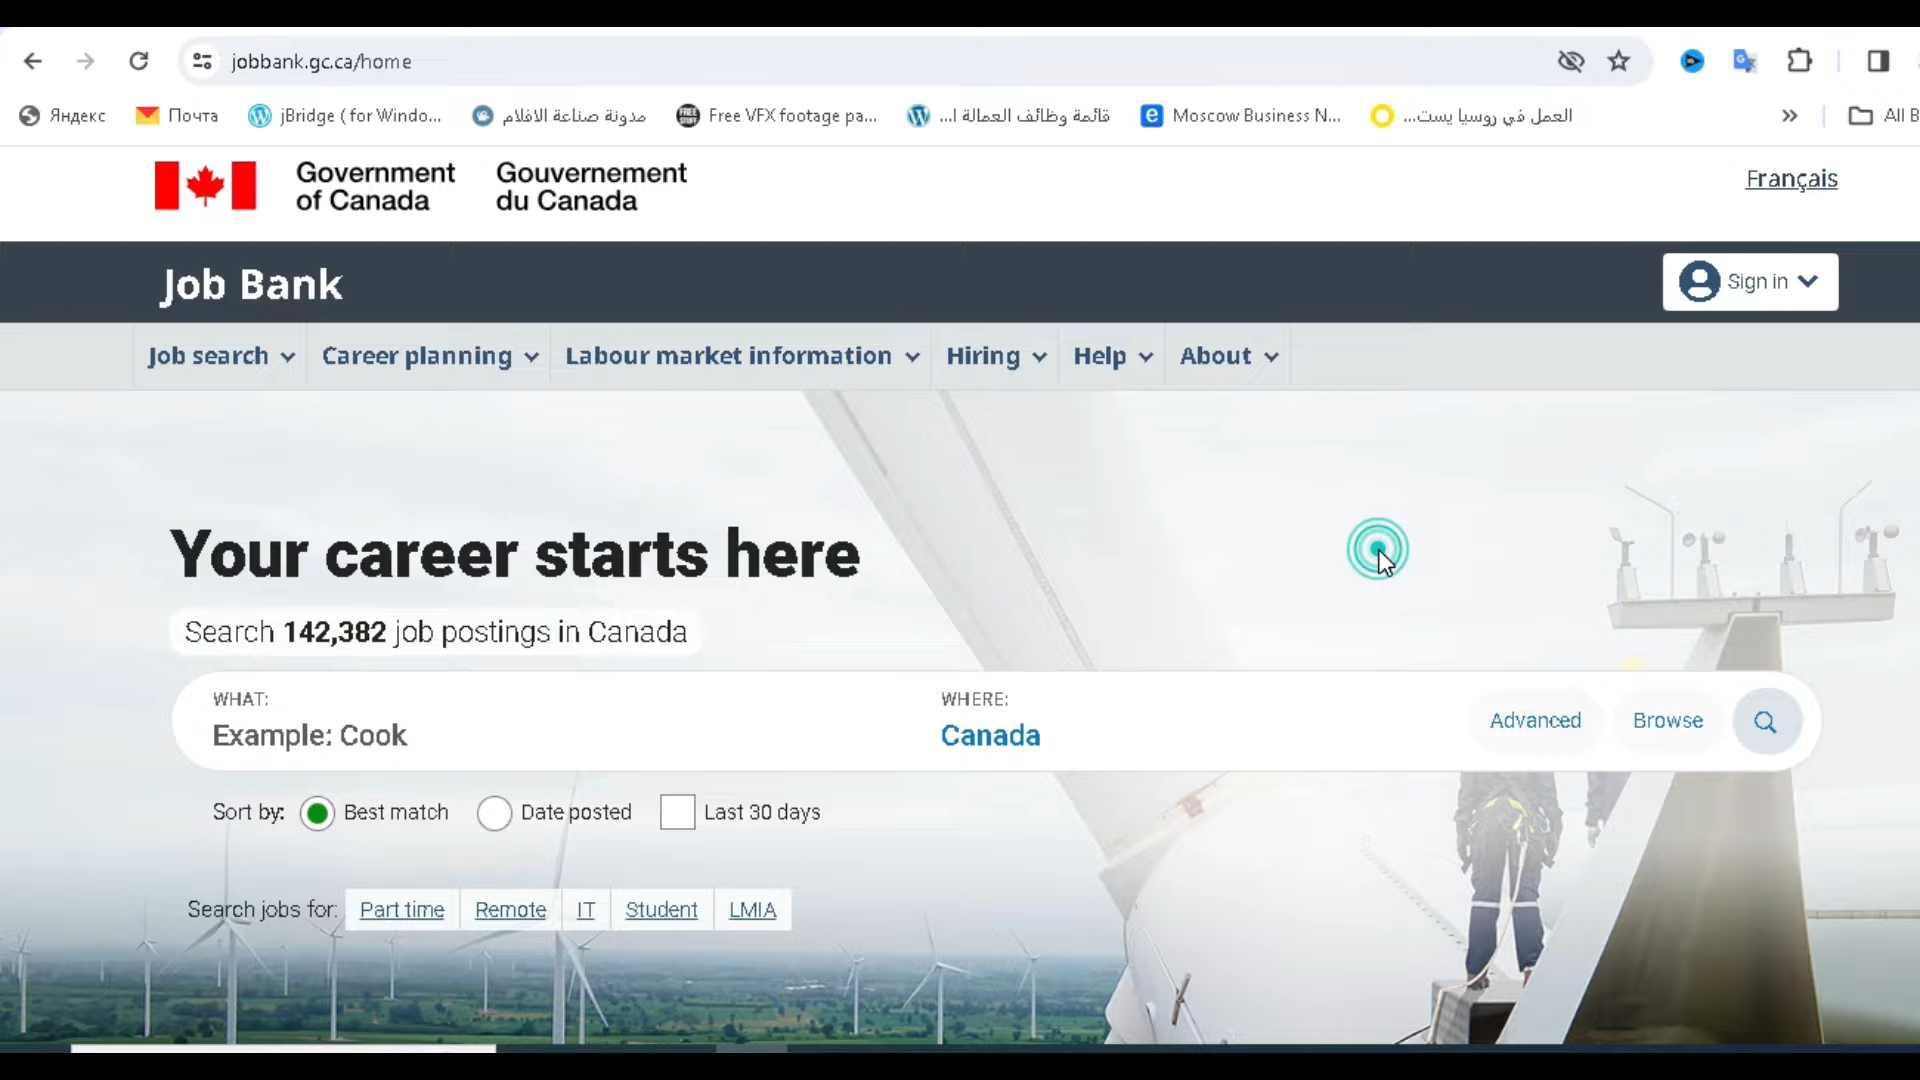 jobbank.gc.ca/home
Яндекс Почта jBridge ( for Windo... مدونة صناعة الافلام Free VFX footage pa... قائمة وظائف العمالة ا... Moscow Business N... العمل في روسيا يست... » All B
Government of Canada
Gouvernement du Canada
Français
Job Bank
Sign in
Job search Career planning Labour market information Hiring Help About
Your career starts here
Search 142,382 job postings in Canada
WHAT:
Example: Cook
WHERE:
Canada
Advanced Browse
Sort by: Best match Date posted Last 30 days
Search jobs for: Part time Remote IT Student LMIA